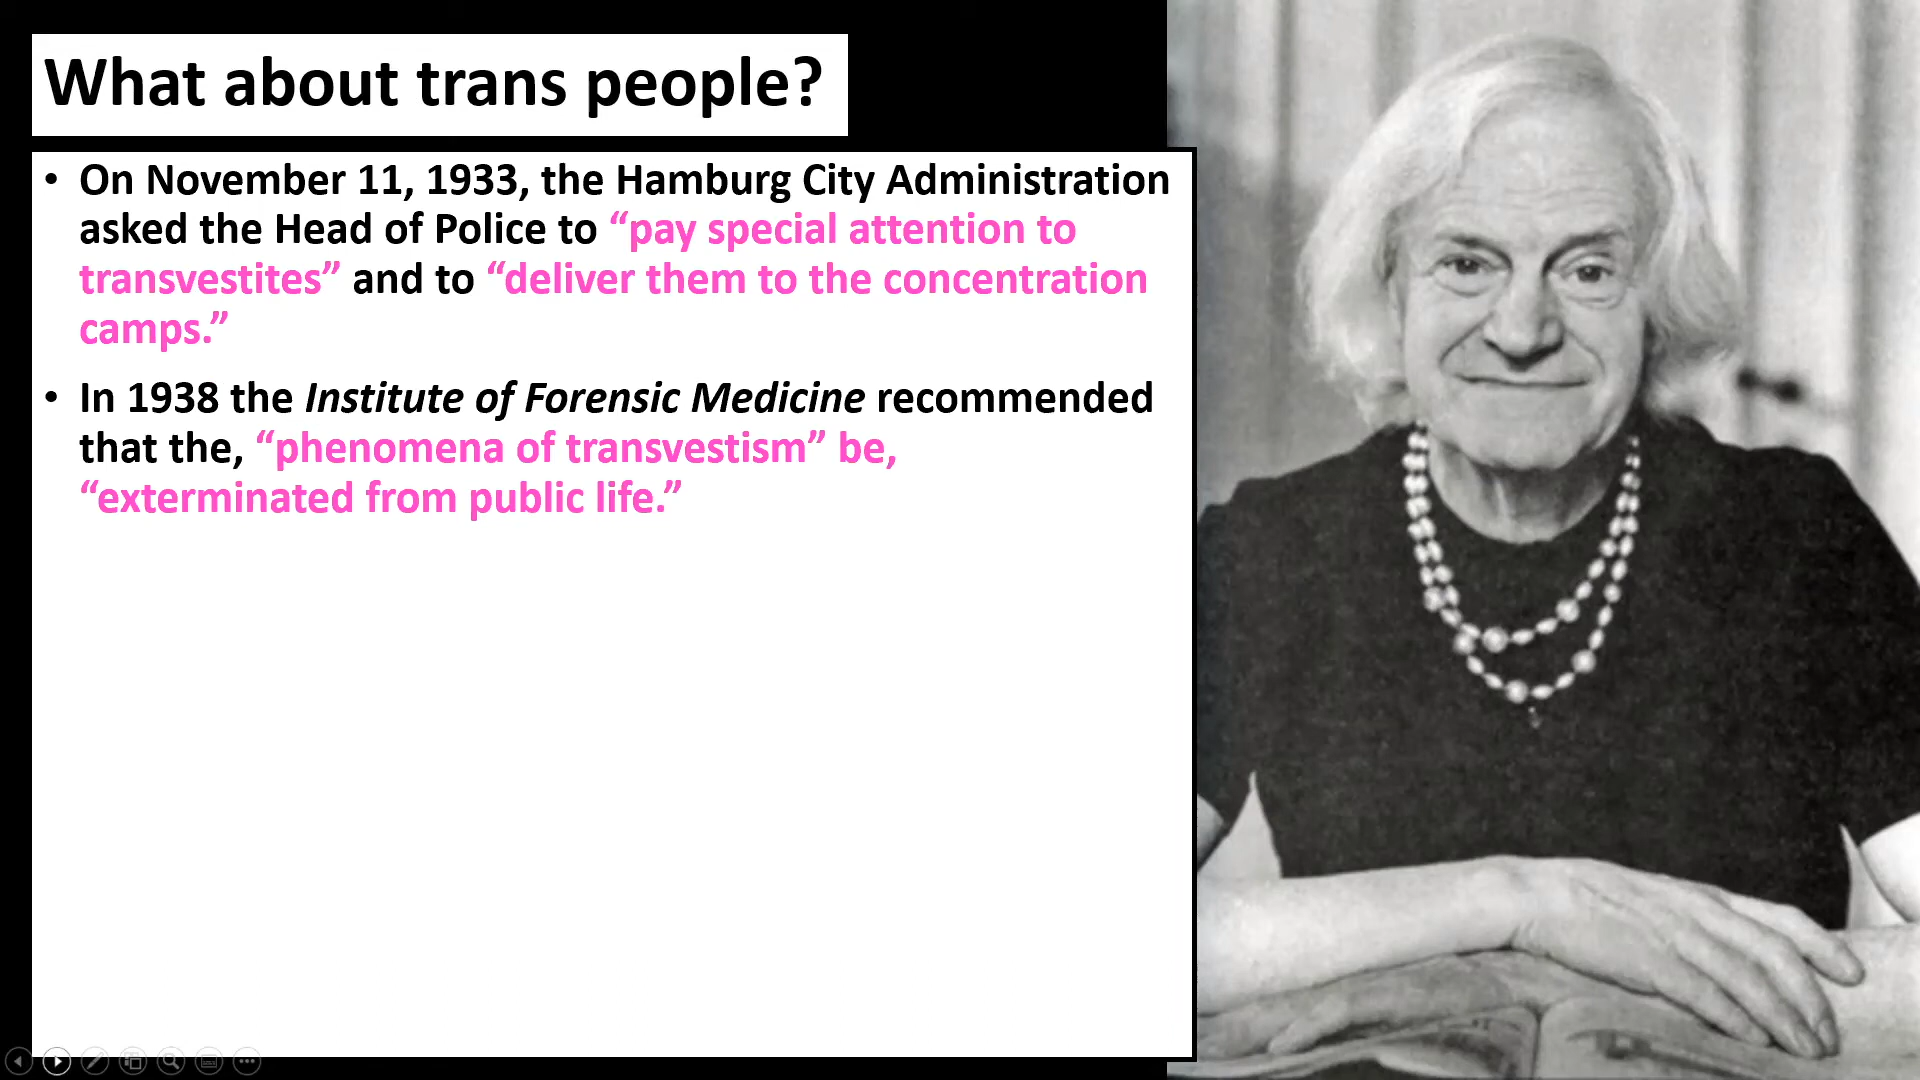 What about trans people?
• On November 11, 1933, the Hamburg City Administration
asked the Head of Police to “pay special attention to
transvestites” and to “deliver them to the concentration
camps.”
• In 1938 the Institute of Forensic Medicine recommended
that the, “phenomena of transvestism” be,
“exterminated from public life.”